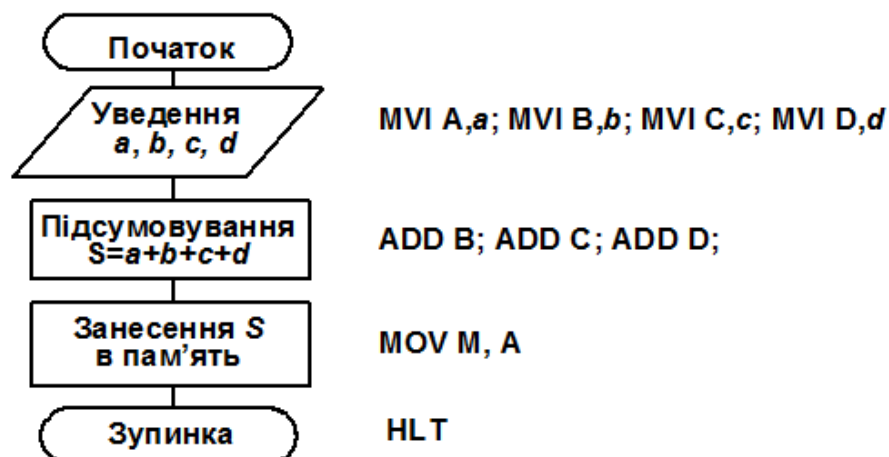 Початок
Уведення
a, b, c, d
MVI A,a; MVI B,b; MVI C,c; MVI D,d
Підсумовування
S=a+b+c+d
ADD B; ADD C; ADD D;
Занесення S
в пам’ять
MOV M, A
Зупинка
HLT